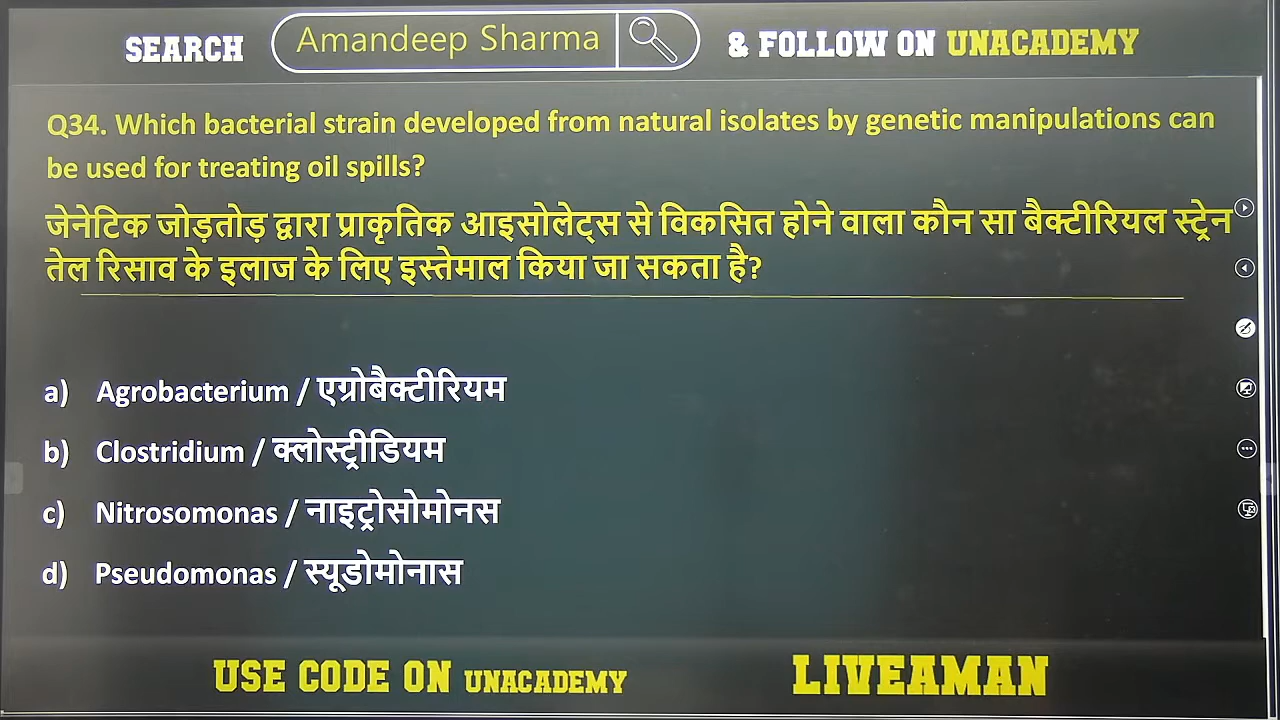 SEARCH Amandeep Sharma & FOLLOW ON UNACADEMY
Q34. Which bacterial strain developed from natural isolates by genetic manipulations can
be used for treating oil spills?
जेनेटिक जोड़तोड़ द्वारा प्राकृतिक आइसोलेट्स से विकसित होने वाला कौन सा बैक्टीरियल स्ट्रेन
तेल रिसाव के इलाज के लिए इस्तेमाल किया जा सकता है?
a) Agrobacterium / एग्रोबैक्टीरियम
b) Clostridium / क्लोस्ट्रीडियम
c) Nitrosomonas / नाइट्रोसोमोनस
d) Pseudomonas / स्यूडोमोनास
USE CODE ON UNACADEMY LIVEAMAN